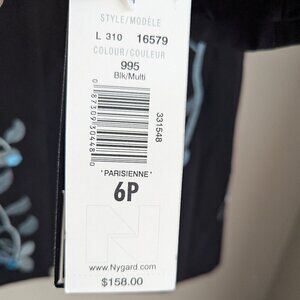 STYLE/MODÈLE
L 310 16579
COLOUR/COULEUR
995
Blk/Multi
331548
"PARISIENNE"
6P
www.Nygard.com
$158.00